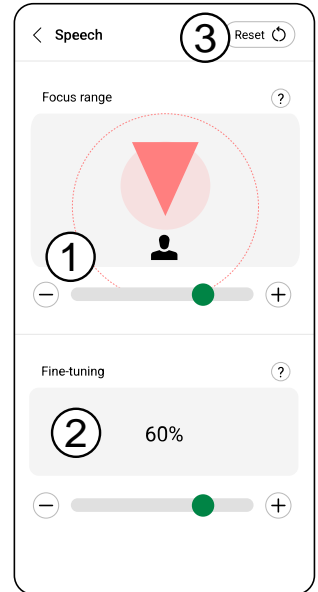 Speech
3
Reset
Focus range
?
1
Fine-tuning
?
2
60%